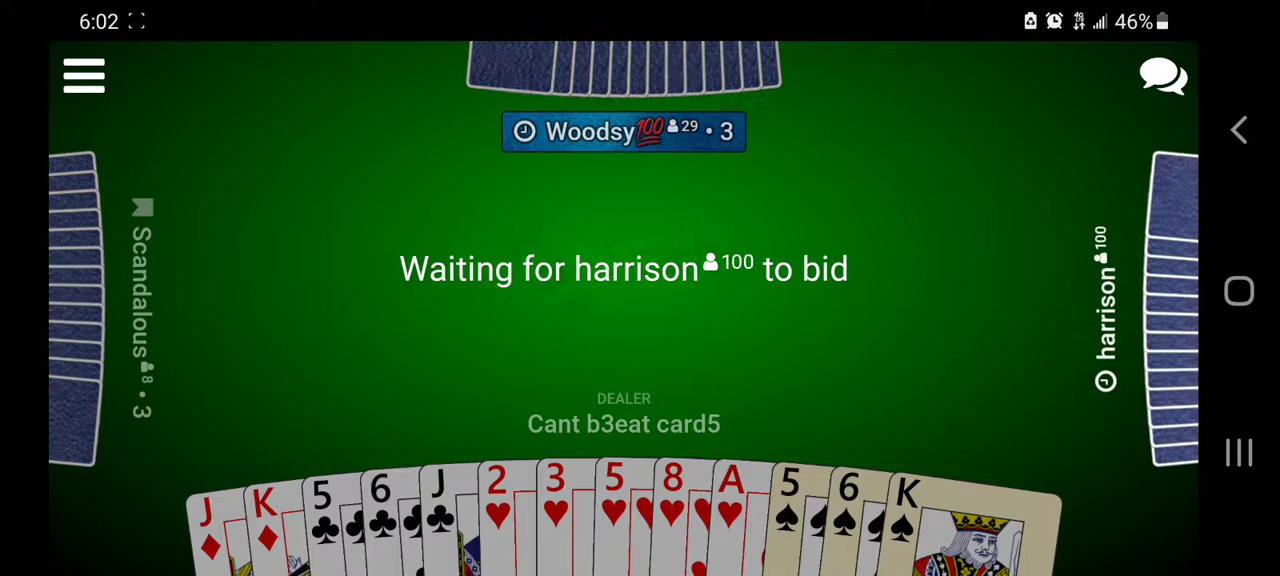 6:02 46%
Woodsy💯 29 • 3
Scandalous 8 • 3
Waiting for harrison 100 to bid
harrison 100
DEALER
Cant b3eat card5
J K 5 6 J 2 3 5 8 A 5 6 K